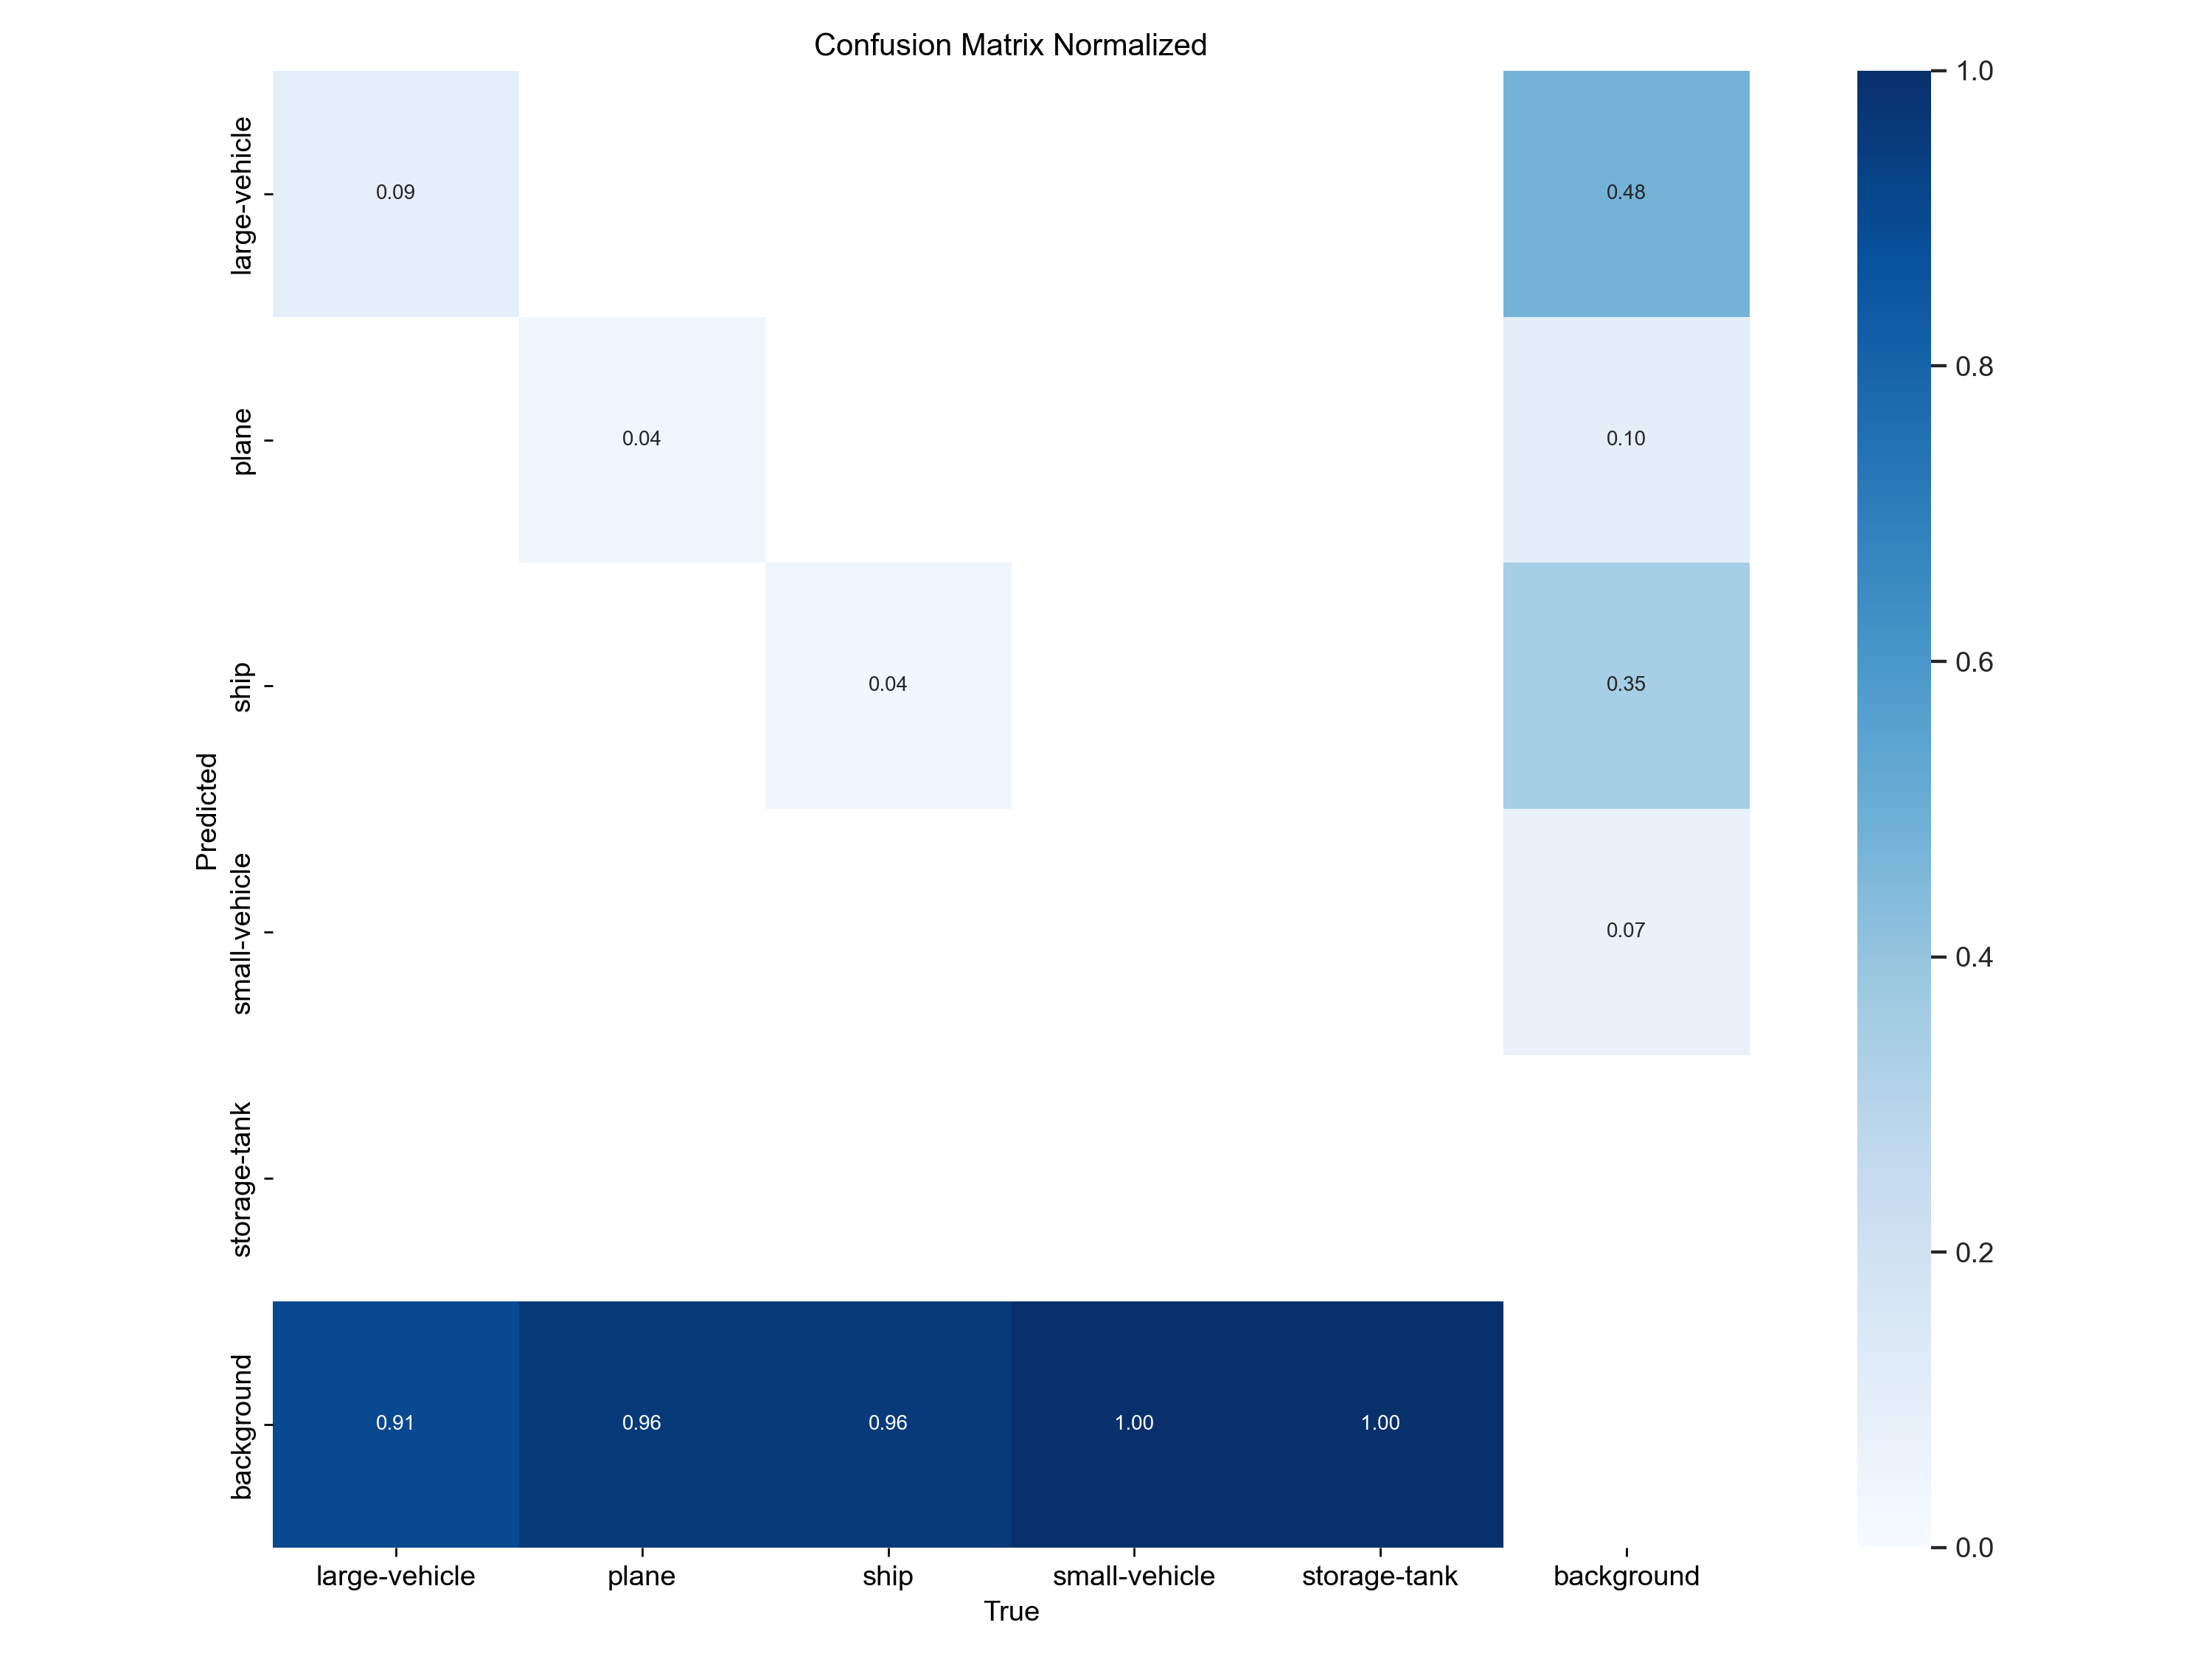 Confusion Matrix Normalized
large-vehicle
0.09
0.48
plane
0.04
0.10
ship
0.04
0.35
small-vehicle
0.07
storage-tank
background
0.91
0.96
0.96
1.00
1.00
Predicted
large-vehicle
plane
ship
small-vehicle
storage-tank
background
True
1.0
0.8
0.6
0.4
0.2
0.0